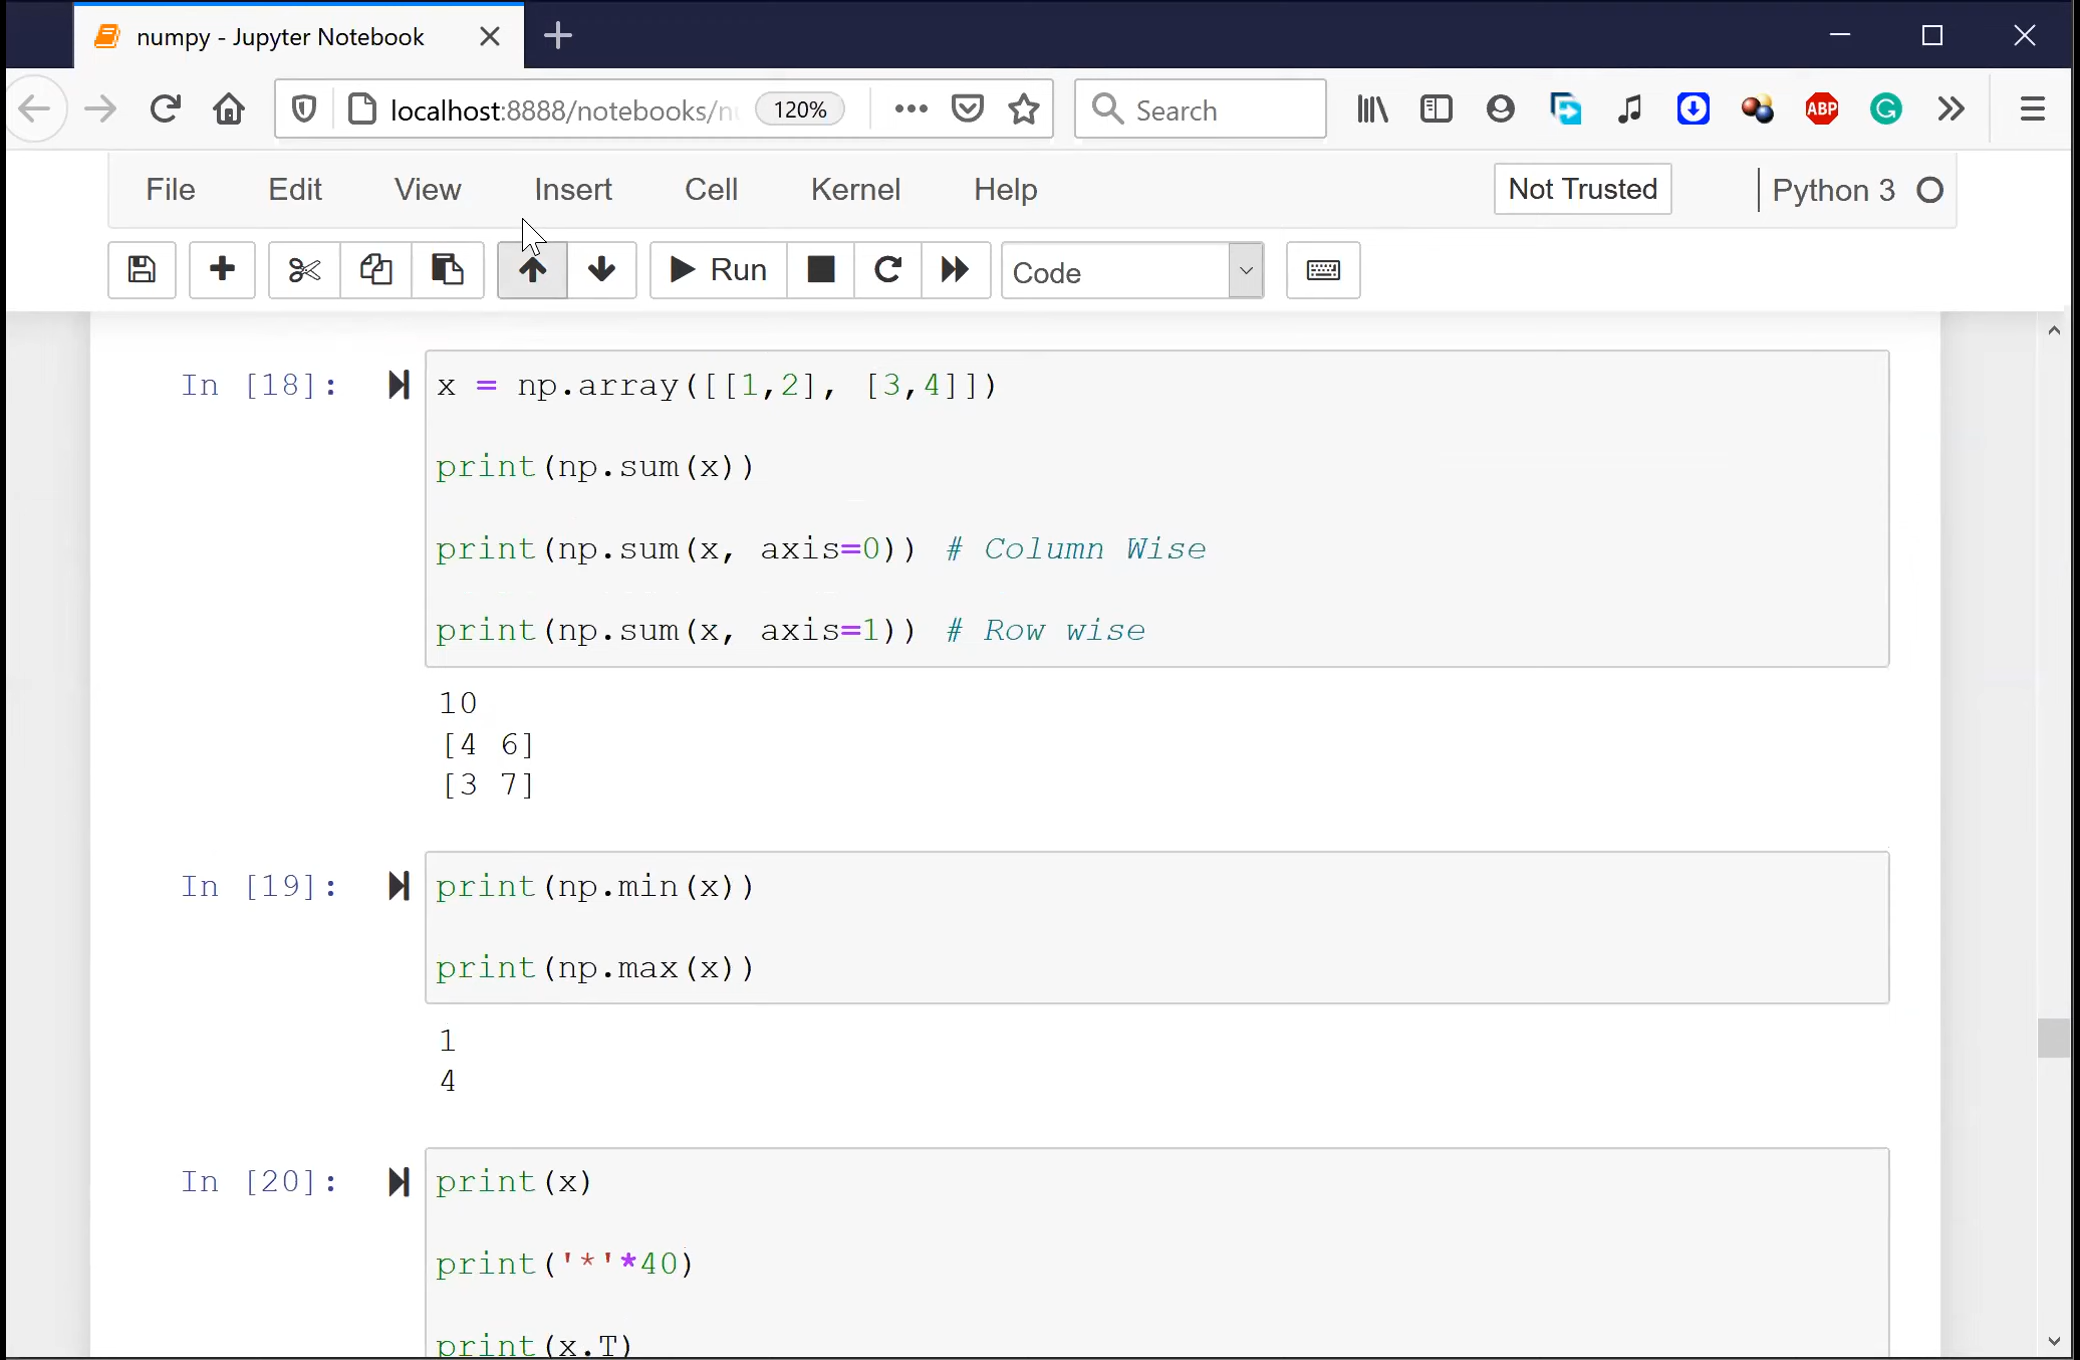 numpy - Jupyter Notebook
localhost:8888/notebooks/n
120%
Search
ABP
File Edit View Insert Cell Kernel Help
Not Trusted
Python 3
Run
Code
In [18]:
x = np.array([[1,2], [3,4]])
print(np.sum(x))
print(np.sum(x, axis=0)) # Column Wise
print(np.sum(x, axis=1)) # Row wise
10
[4 6]
[3 7]
In [19]:
print(np.min(x))
print(np.max(x))
1
4
In [20]:
print(x)
print('*'*40)
print(x.T)